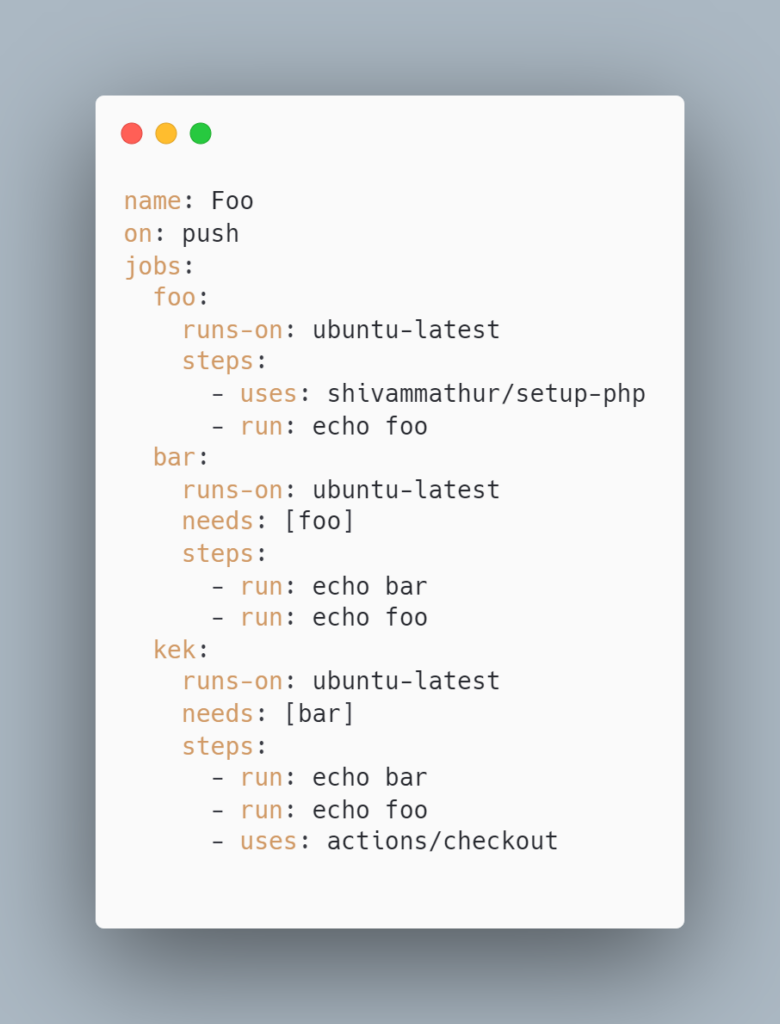 name: Foo
on: push
jobs:
  foo:
    runs-on: ubuntu-latest
    steps:
      - uses: shivammathur/setup-php
      - run: echo foo
  bar:
    runs-on: ubuntu-latest
    needs: [foo]
    steps:
      - run: echo bar
      - run: echo foo
  kek:
    runs-on: ubuntu-latest
    needs: [bar]
    steps:
      - run: echo bar
      - run: echo foo
      - uses: actions/checkout